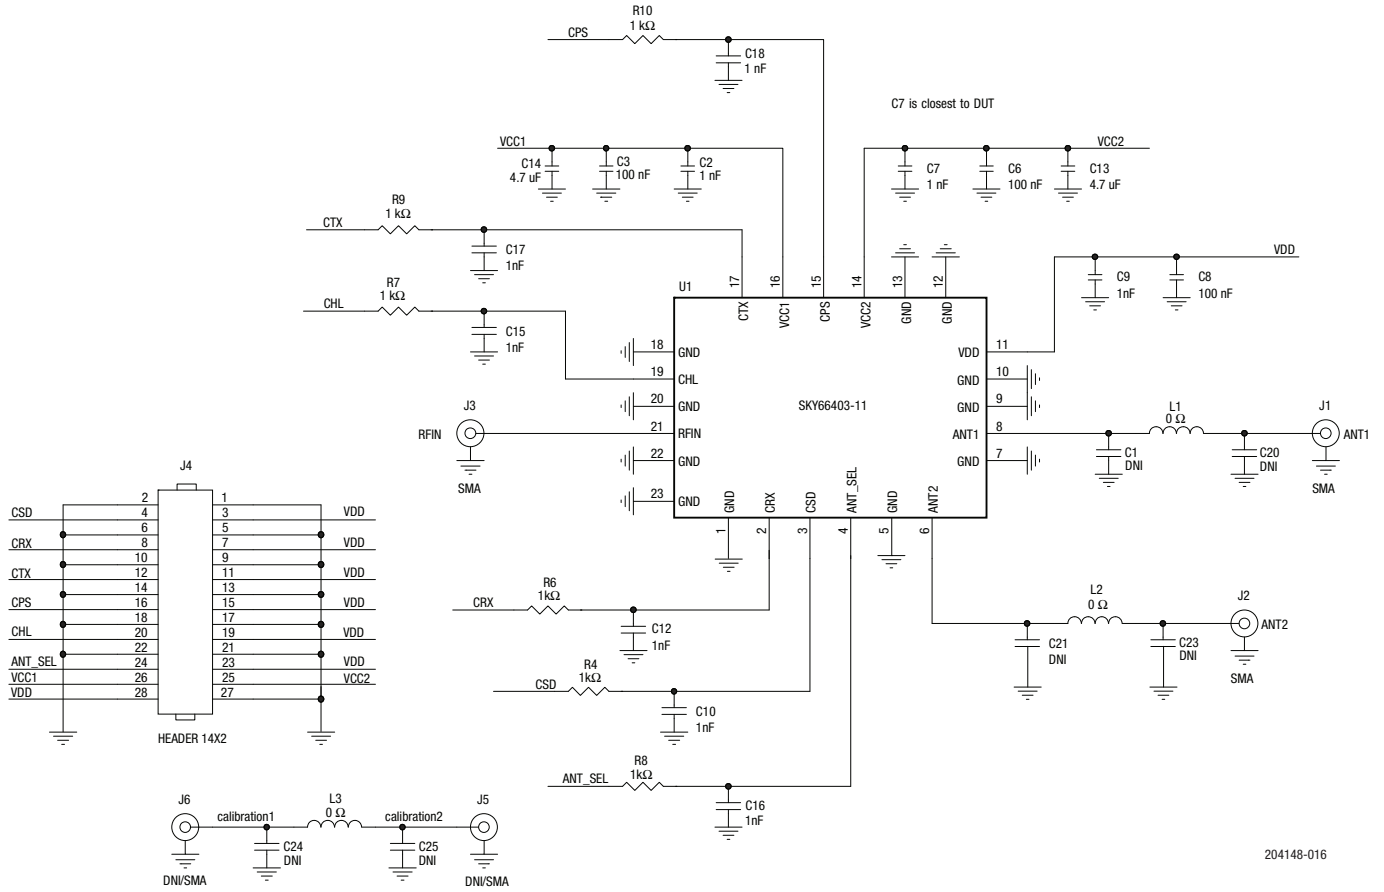 R10
1 kΩ
CPS
C18
1 nF
C7 is closest to DUT
VCC1
C14
4.7 uF
C3
100 nF
C2
1 nF
VCC2
C7
1 nF
C6
100 nF
C13
4.7 uF
R9
1 kΩ
CTX
C17
1nF
VDD
C9
1nF
C8
100 nF
R7
1 kΩ
CHL
C15
1nF
U1
17
16
15
14
13
12
CTX
VCC1
CPS
VCC2
GND
GND
18
GND
19
CHL
20
GND
21
RFIN
22
GND
23
GND
SKY66403-11
VDD
11
GND
10
GND
9
ANT1
8
GND
7
GND
CRX
CSD
ANT_SEL
GND
ANT2
1
2
3
4
5
6
J3
RFIN
SMA
L1
0 Ω
C1
DNI
C20
DNI
J1
ANT1
SMA
J4
2
1
CSD
4
3
VDD
6
5
CRX
8
7
VDD
10
9
CTX
12
11
VDD
14
13
CPS
16
15
VDD
18
17
CHL
20
19
VDD
22
21
ANT_SEL
24
23
VDD
VCC1
26
25
VCC2
VDD
28
27
HEADER 14X2
R6
1kΩ
CRX
C12
1nF
R4
1kΩ
CSD
C10
1nF
R8
1kΩ
ANT_SEL
C16
1nF
L2
0 Ω
C21
DNI
C23
DNI
J2
ANT2
SMA
J6
calibration1
L3
0 Ω
calibration2
J5
C24
DNI
C25
DNI
DNI/SMA
DNI/SMA
204148-016